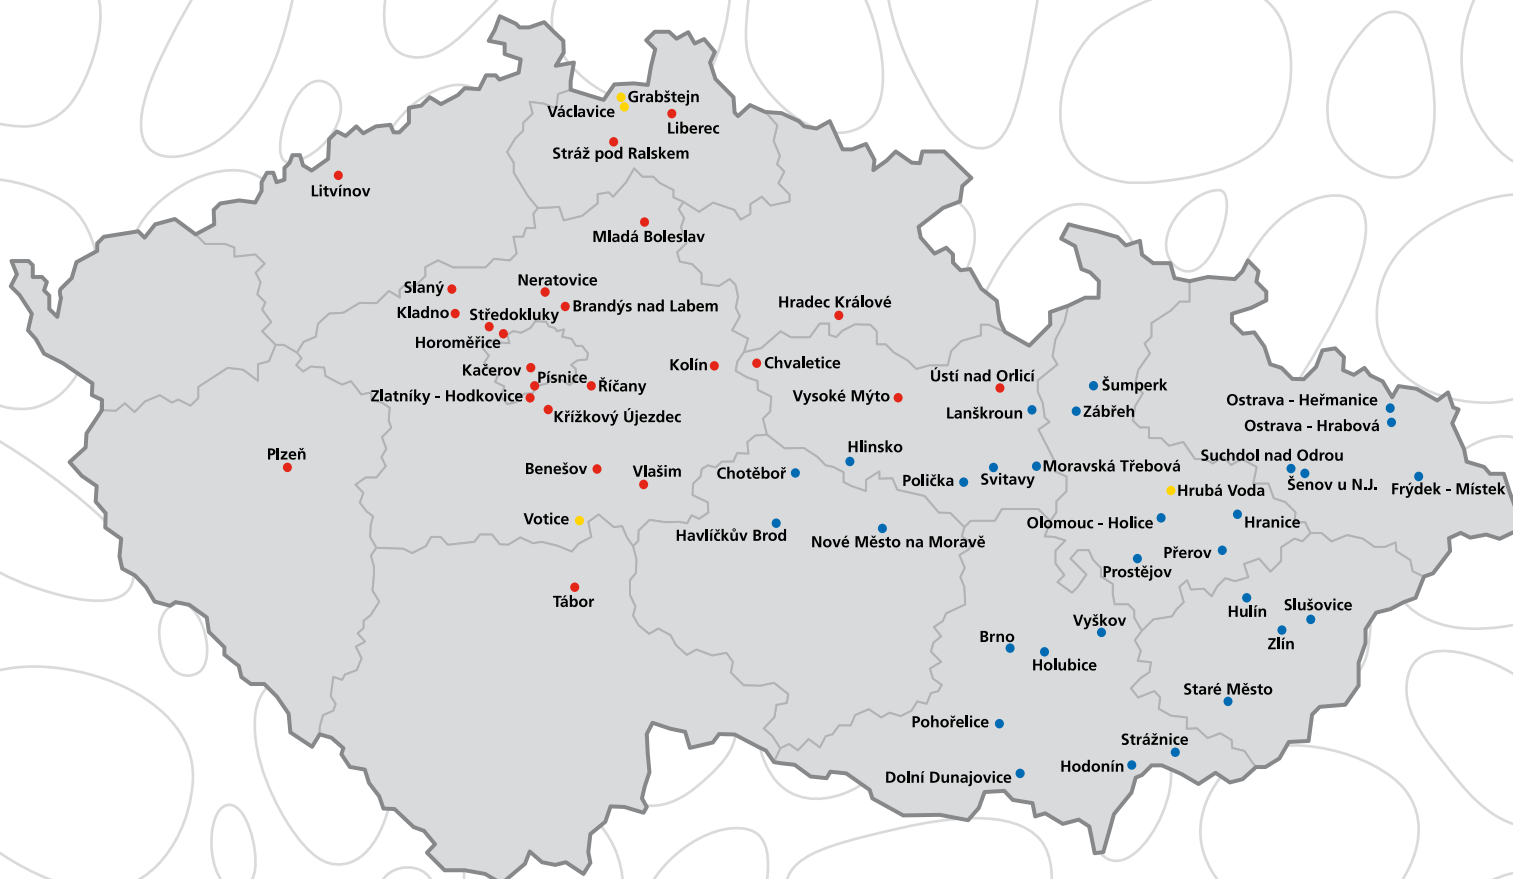 Grabštejn
Václavice
Liberec
Stráž pod Ralskem
Litvínov
Mladá Boleslav
Neratovice
Slaný
Brandýs nad Labem
Kladno
Středokluky
Hradec Králové
Horoměřice
Kačerov
Kolín
Chvaletice
Písnice
Říčany
Ústí nad Orlicí
Šumperk
Zlatníky - Hodkovice
Vysoké Mýto
Ostrava - Heřmanice
Křížkový Újezdec
Lanškroun
Zábřeh
Ostrava - Hrabová
Hlinsko
Plzeň
Suchdol nad Odrou
Benešov
Vlašim
Chotěboř
Moravská Třebová
Polička
Svitavy
Šenov u N.J.
Frýdek - Místek
Hrubá Voda
Votice
Olomouc - Holice
Hranice
Havlíčkův Brod
Nové Město na Moravě
Přerov
Prostějov
Tábor
Hulín
Slušovice
Vyškov
Brno
Zlín
Holubice
Staré Město
Pohořelice
Strážnice
Hodonín
Dolní Dunajovice